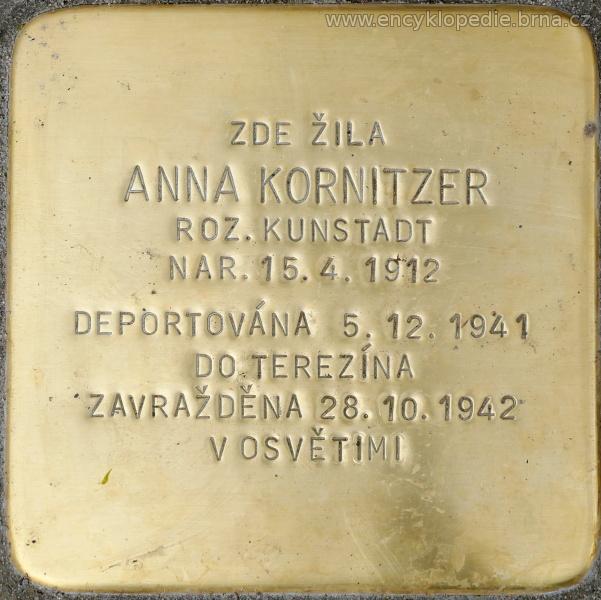 © www.encyklopedie.brna.cz
ZDE ŽILA
ANNA KORNITZER
ROZ. KUNSTADT
NAR. 15. 4. 1912
DEPORTOVÁNA 5. 12. 1941
DO TEREZÍNA
ZAVRAŽDĚNA 28. 10. 1942
V OSVĚTIMI